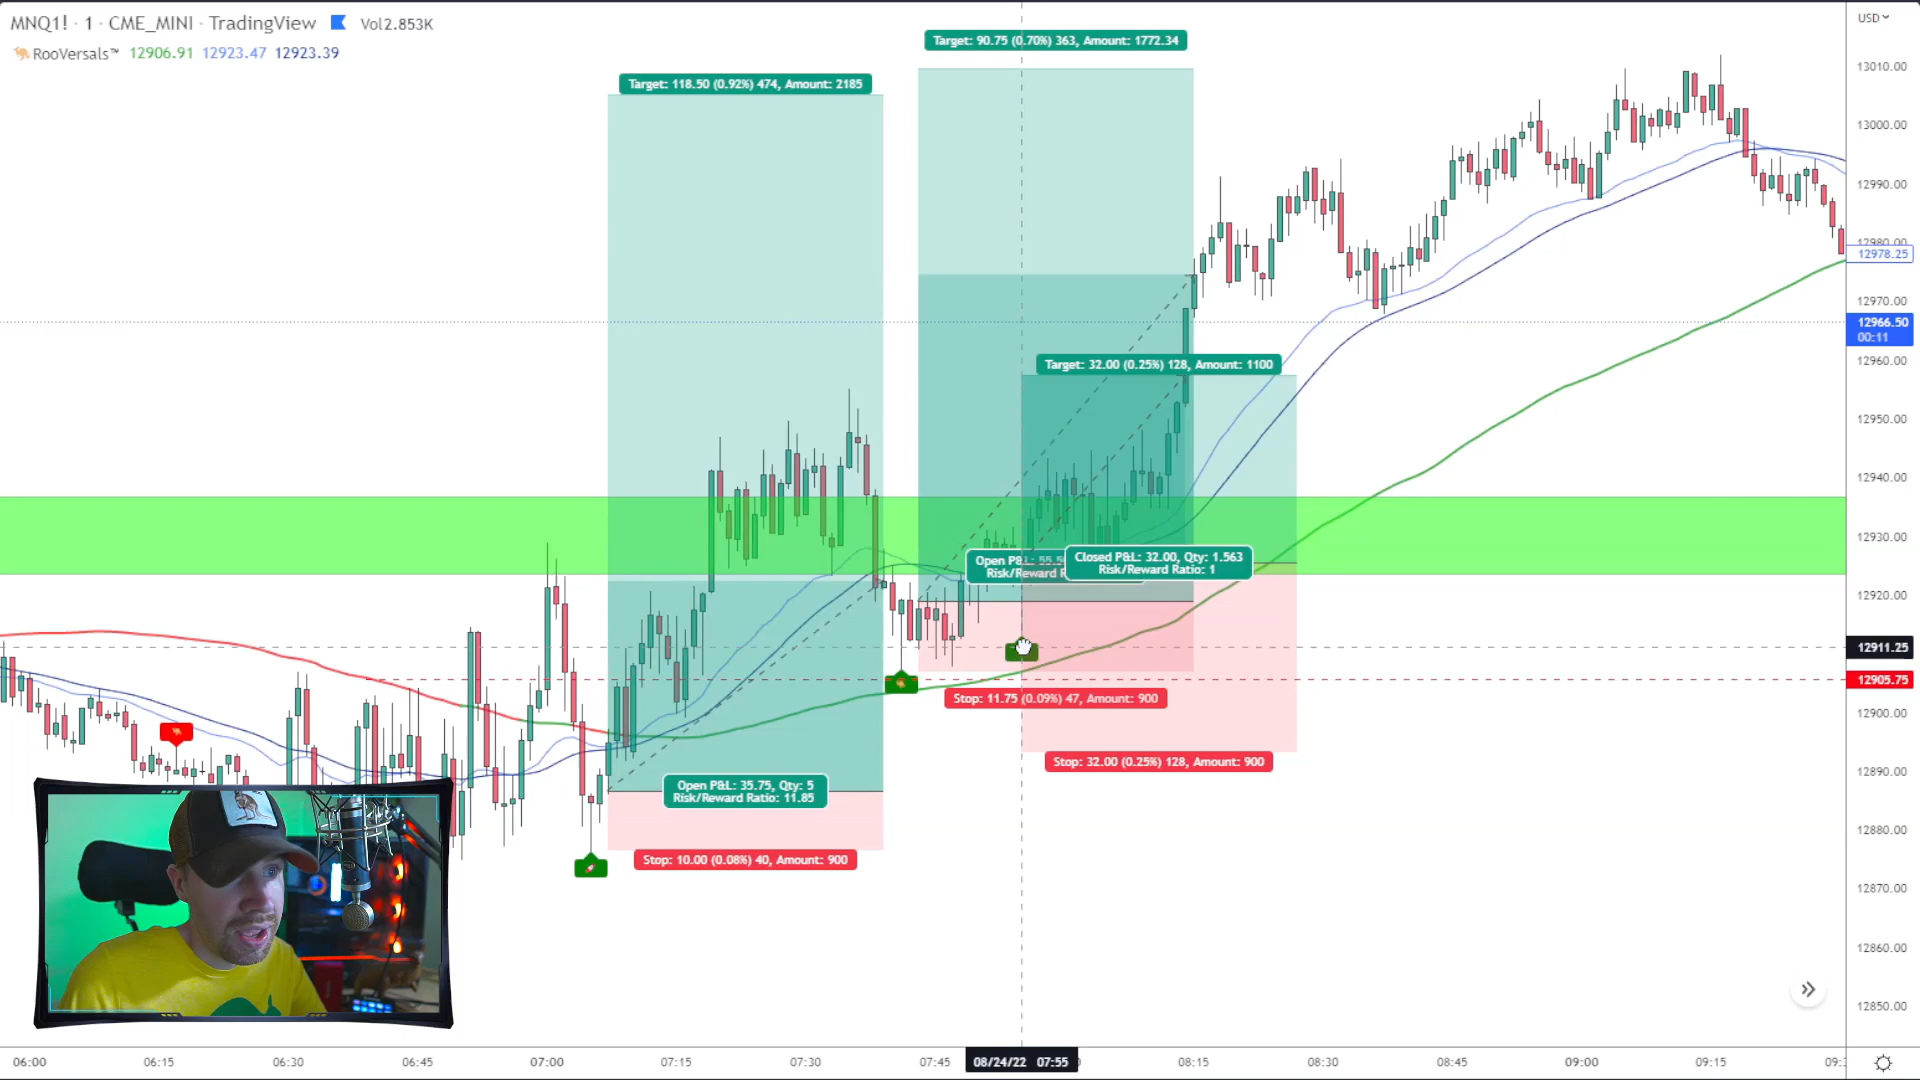 MNQ1! · 1 · CME_MINI · TradingView Vol2.853K
RooVersals™ 12906.91 12923.47 12923.39
USD
Target: 90.75 (0.70%) 363, Amount: 1772.34
Target: 118.50 (0.92%) 474, Amount: 2185
13010.00
13000.00
12990.00
12980.00
12978.25
12970.00
12966.50
00:11
12960.00
Target: 32.00 (0.25%) 128, Amount: 1100
12950.00
12940.00
12930.00
Open P&L: 55.5
Risk/Reward R
Closed P&L: 32.00, Qty: 1.563
Risk/Reward Ratio: 1
12920.00
12911.25
12905.75
Stop: 11.75 (0.09%) 47, Amount: 900
12900.00
Stop: 32.00 (0.25%) 128, Amount: 900
12890.00
Open P&L: 35.75, Qty: 5
Risk/Reward Ratio: 11.85
12880.00
Stop: 10.00 (0.08%) 40, Amount: 900
12870.00
12860.00
12850.00
06:00 06:15 06:30 06:45 07:00 07:15 07:30 07:45 08/24/22 07:55 08:15 08:30 08:45 09:00 09:15 09: